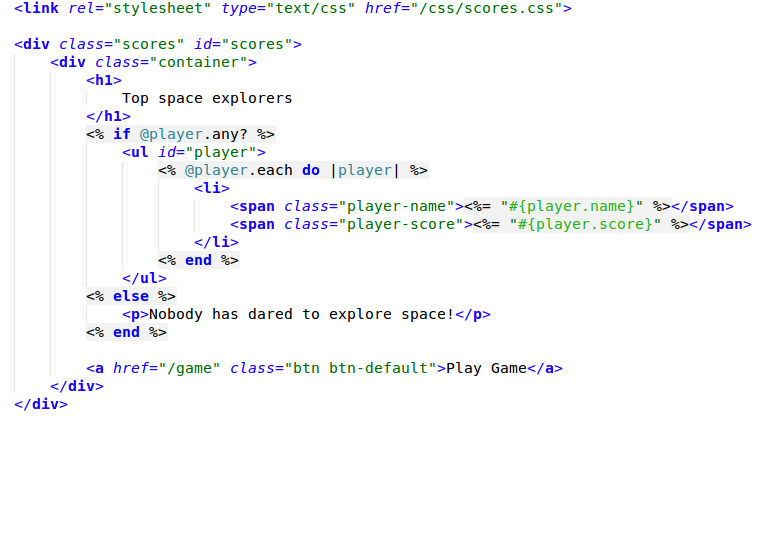 <link rel="stylesheet" type="text/css" href="/css/scores.css">

<div class="scores" id="scores">
    <div class="container">
        <h1>
            Top space explorers
        </h1>
        <% if @player.any? %>
            <ul id="player">
                <% @player.each do |player| %>
                    <li>
                        <span class="player-name"><%= "#{player.name}" %></span>
                        <span class="player-score"><%= "#{player.score}" %></span>
                    </li>
                <% end %>
            </ul>
        <% else %>
            <p>Nobody has dared to explore space!</p>
        <% end %>

        <a href="/game" class="btn btn-default">Play Game</a>
    </div>
</div>